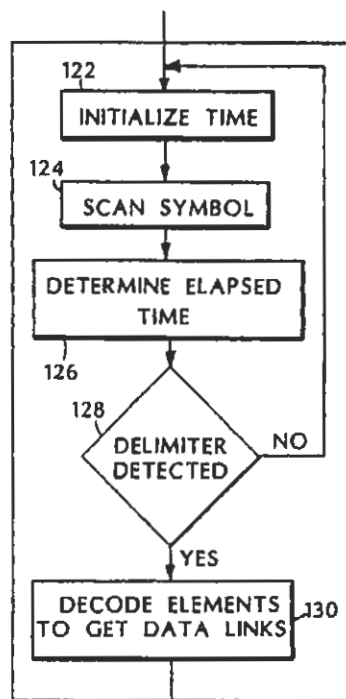 122
INITIALIZE TIME
124
SCAN SYMBOL
DETERMINE ELAPSED
TIME
126
128
DELIMITER
DETECTED
NO
YES
DECODE ELEMENTS
TO GET DATA LINKS
130